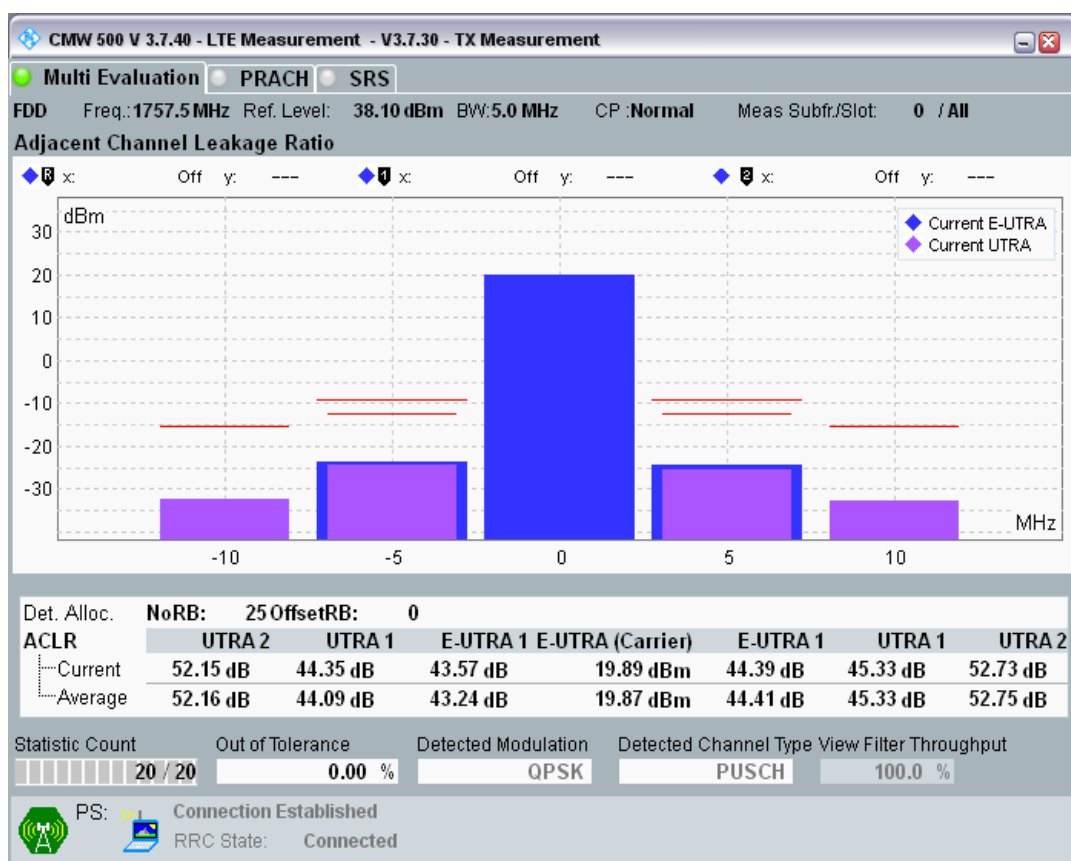 CMW 500 V 3.7.40 - LTE Measurement - V3.7.30 - TX Measurement
Multi Evaluation PRACH SRS
FDD Freq.: 1757.5 MHz Ref. Level: 38.10 dBm BW: 5.0 MHz CP : Normal Meas Subfr./Slot: 0 / All
Adjacent Channel Leakage Ratio
R x: Off y: --- 1 x: Off y: --- 2 x: Off y: ---
dBm
Current E-UTRA
Current UTRA
30
20
10
0
-10
-20
-30
MHz
-10 -5 0 5 10
Det. Alloc. NoRB: 25 OffsetRB: 0
ACLR UTRA 2 UTRA 1 E-UTRA 1 E-UTRA (Carrier) E-UTRA 1 UTRA 1 UTRA 2
Current 52.15 dB 44.35 dB 43.57 dB 19.89 dBm 44.39 dB 45.33 dB 52.73 dB
Average 52.16 dB 44.09 dB 43.24 dB 19.87 dBm 44.41 dB 45.33 dB 52.75 dB
Statistic Count Out of Tolerance Detected Modulation Detected Channel Type View Filter Throughput
20 / 20 0.00 % QPSK PUSCH 100.0 %
PS: Connection Established
RRC State: Connected